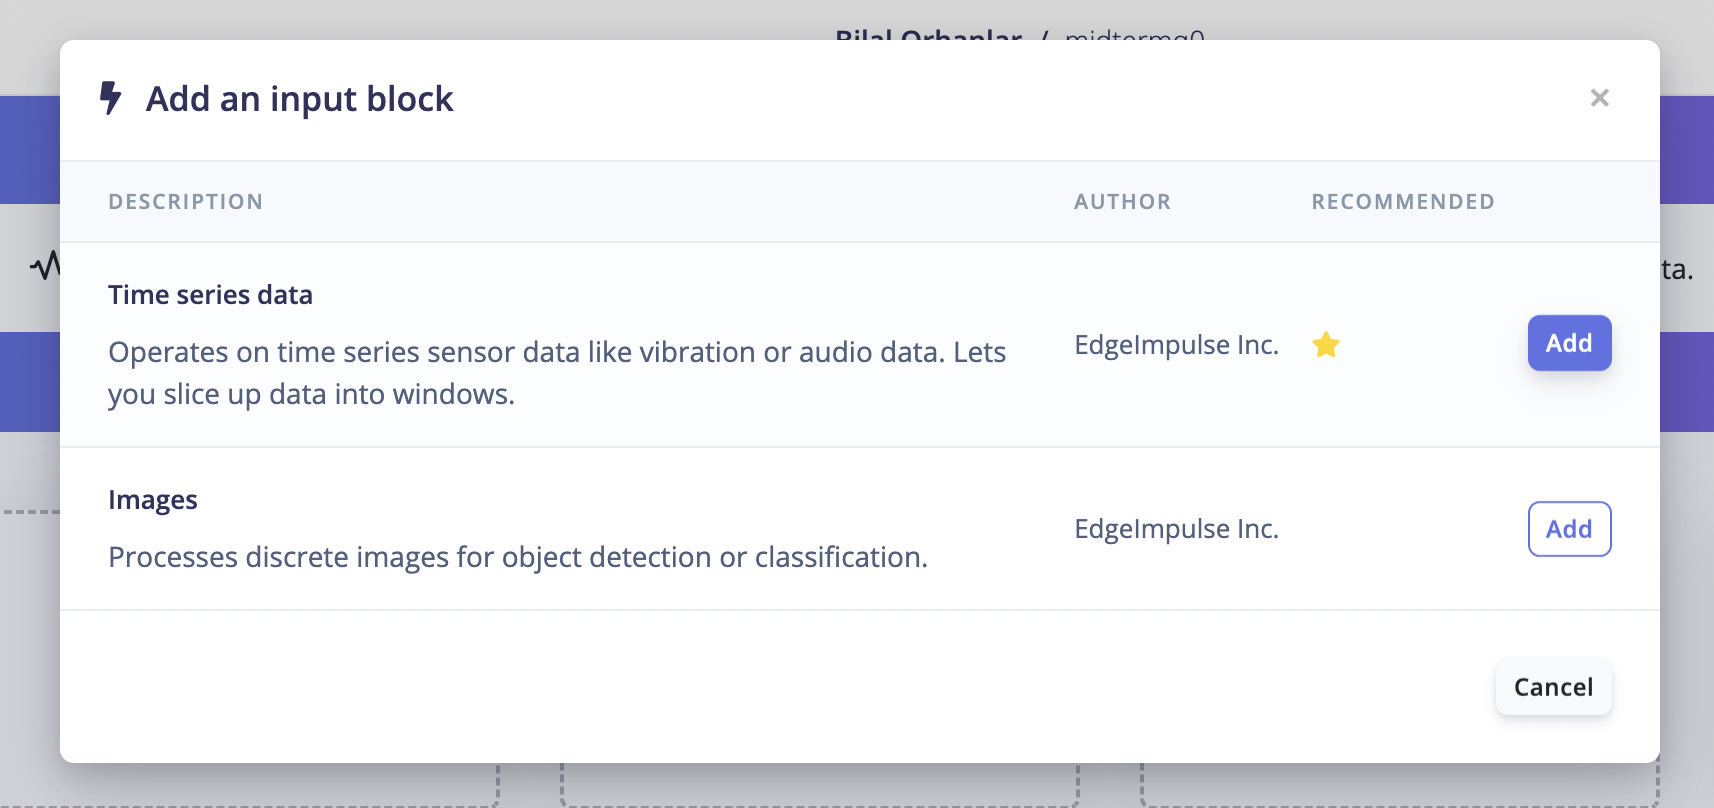 Bilal Orhanlar / midtermq0
Add an input block
×
DESCRIPTION AUTHOR RECOMMENDED
Time series data
Operates on time series sensor data like vibration or audio data. Lets
you slice up data into windows.
EdgeImpulse Inc.
Add
Images
Processes discrete images for object detection or classification.
EdgeImpulse Inc.
Add
Cancel
ta.